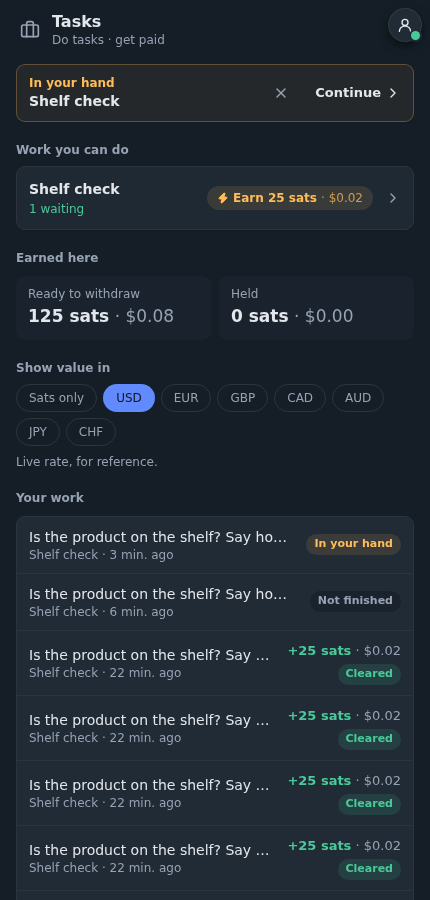 Tasks
Do tasks · get paid
In your hand
Shelf check
Continue
Work you can do
Shelf check
1 waiting
Earn 25 sats · $0.02
Earned here
Ready to withdraw
125 sats · $0.08
Held
0 sats · $0.00
Show value in
Sats only
USD
EUR
GBP
CAD
AUD
JPY
CHF
Live rate, for reference.
Your work
Is the product on the shelf? Say ho...
Shelf check · 3 min. ago
In your hand
Is the product on the shelf? Say ho...
Shelf check · 6 min. ago
Not finished
Is the product on the shelf? Say ...
Shelf check · 22 min. ago
+25 sats · $0.02
Cleared
Is the product on the shelf? Say ...
Shelf check · 22 min. ago
+25 sats · $0.02
Cleared
Is the product on the shelf? Say ...
Shelf check · 22 min. ago
+25 sats · $0.02
Cleared
Is the product on the shelf? Say ...
Shelf check · 22 min. ago
+25 sats · $0.02
Cleared